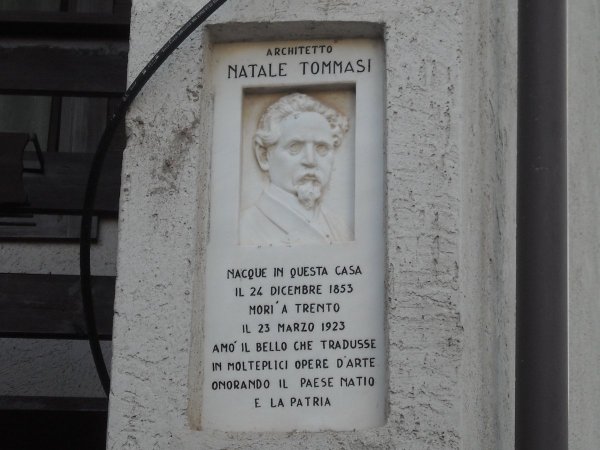 ARCHITETTO
NATALE TOMMASI
NACQUE IN QUESTA CASA
IL 24 DICEMBRE 1853
MORI' A TRENTO
IL 23 MARZO 1923
AMO' IL BELLO CHE TRADUSSE
IN MOLTEPLICI OPERE D'ARTE
ONORANDO IL PAESE NATIO
E LA PATRIA